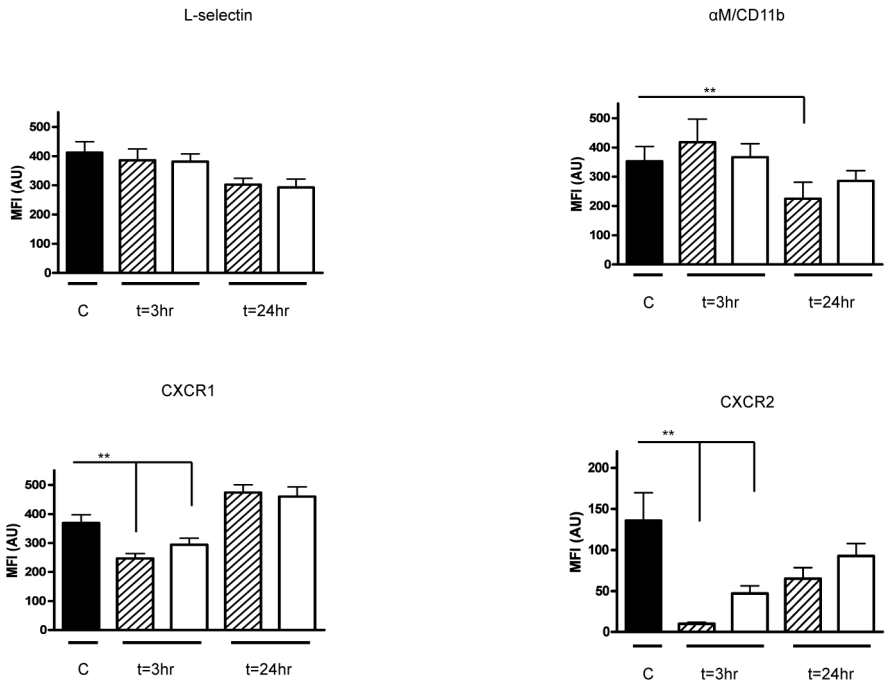 L-selectin
MFI (AU)
500
400
300
200
100
0
C
t=3hr
t=24hr
αM/CD11b
**
MFI (AU)
500
400
300
200
100
0
C
t=3hr
t=24hr
CXCR1
**
MFI (AU)
500
400
300
200
100
0
C
t=3hr
t=24hr
CXCR2
**
MFI (AU)
200
150
100
50
0
C
t=3hr
t=24hr